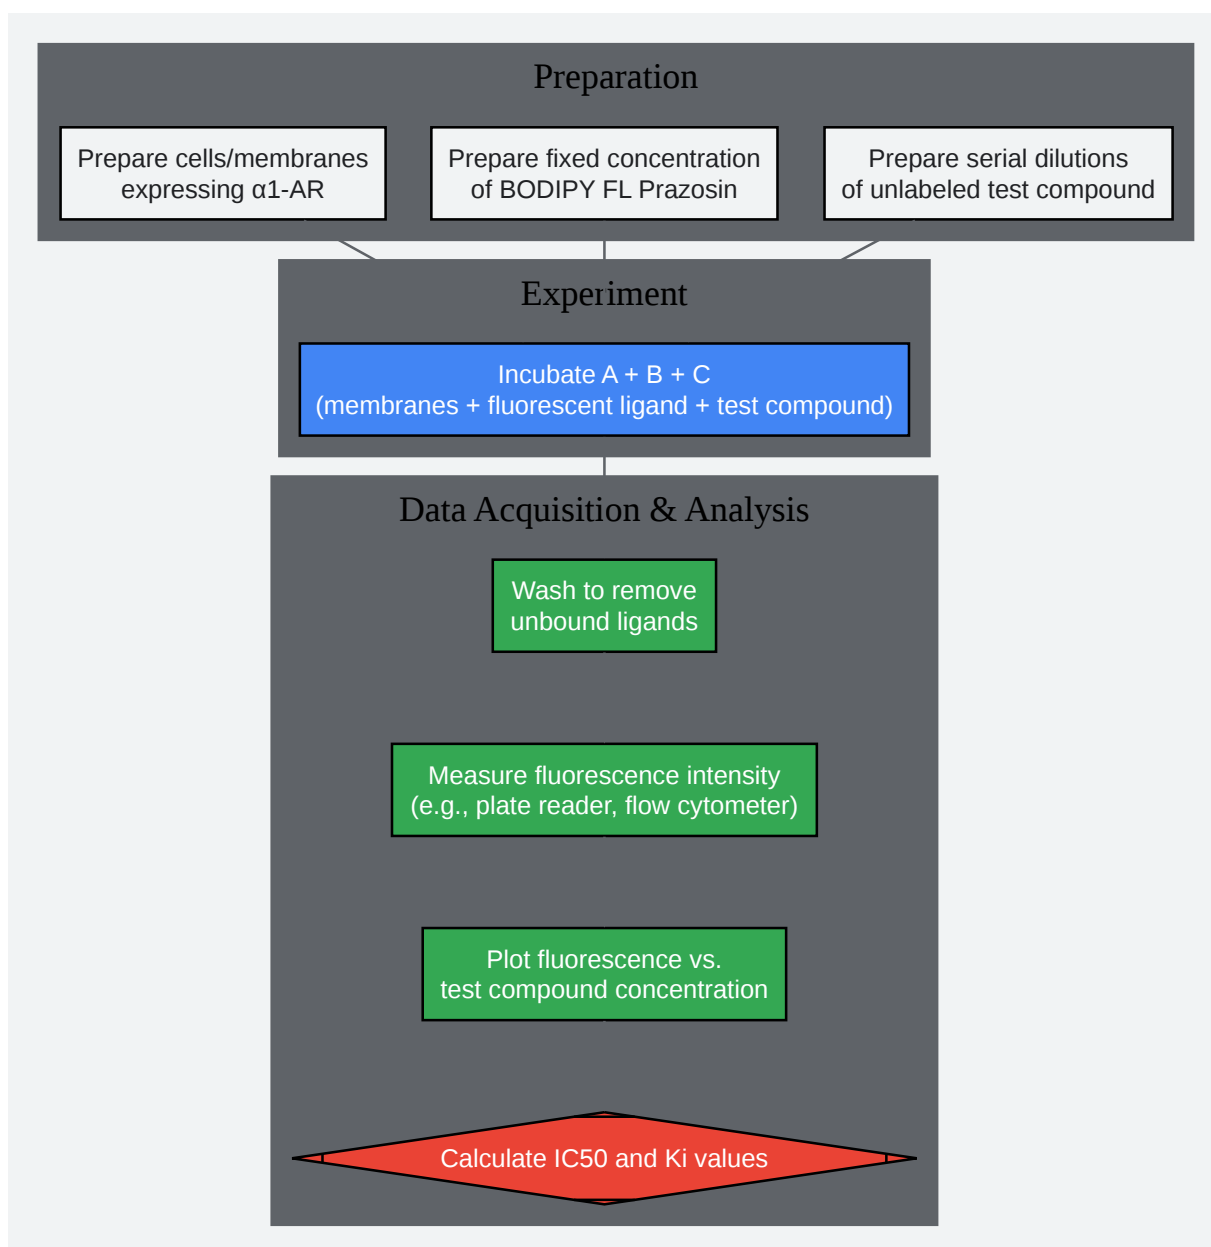 Preparation
Prepare cells/membranes
expressing α1-AR
Prepare fixed concentration
of BODIPY FL Prazosin
Prepare serial dilutions
of unlabeled test compound
Experiment
Incubate A + B + C
(membranes + fluorescent ligand + test compound)
Data Acquisition & Analysis
Wash to remove
unbound ligands
Measure fluorescence intensity
(e.g., plate reader, flow cytometer)
Plot fluorescence vs.
test compound concentration
Calculate IC50 and Ki values